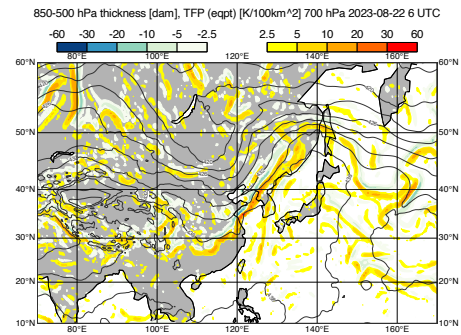 850-500 hPa thickness [dam], TFP (eqpt) [K/100km^2] 700 hPa 2023-08-22 6 UTC
-60 -30 -20 -10 -5 -2.5 2.5 5 10 20 30 60
80°E 100°E 120°E 140°E 160°E
60°N 60°N
50°N 50°N
40°N 40°N
30°N 30°N
20°N 20°N
10°N 10°N
80°E 100°E 120°E 140°E 160°E